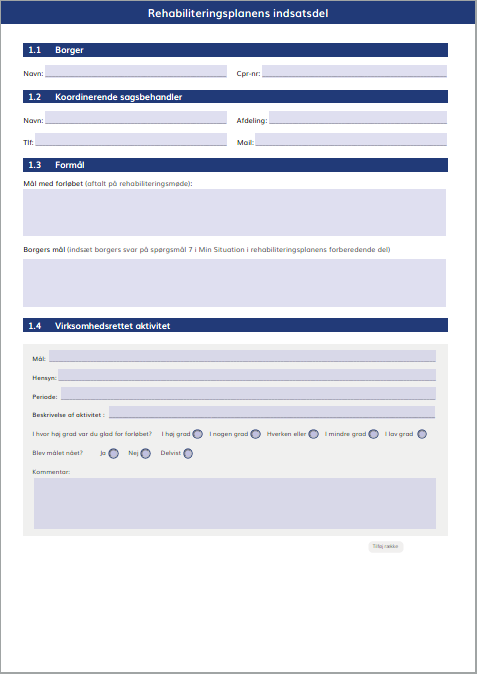 Rehabiliteringsplanens indsatsdel
1.1 Borger
Navn: Cpr-nr:
1.2 Koordinerende sagsbehandler
Navn: Afdeling:
Tlf: Mail:
1.3 Formål
Mål med forløbet (aftalt på rehabiliteringsmøde):
Borgers mål (indsæt borgers svar på spørgsmål 7 i Min Situation i rehabiliteringsplanens forberedende del)
1.4 Virksomhedsrettet aktivitet
Mål:
Hensyn:
Periode:
Beskrivelse af aktivitet :
I hvor høj grad var du glad for forløbet? I høj grad I nogen grad Hverken eller I mindre grad I lav grad
Blev målet nået? Ja Nej Delvist
Kommentar:
Tilføj række